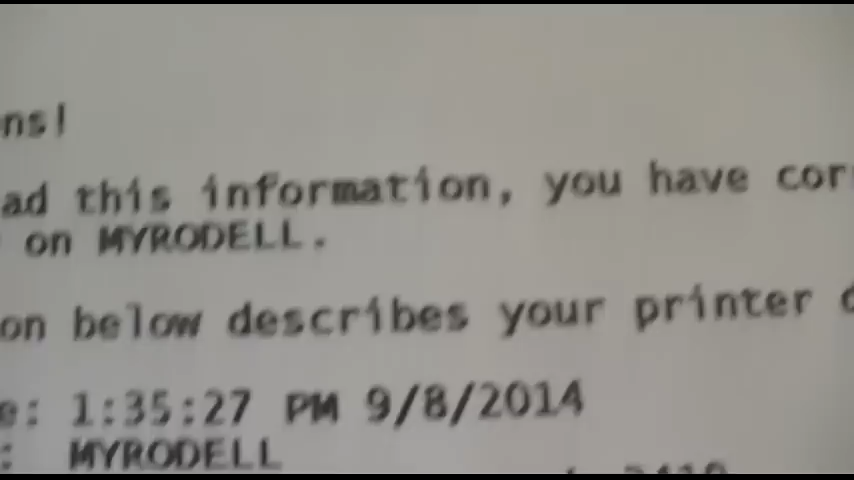 ns!
ad this information, you have cor
on MYRODELL.
on below describes your printer
e: 1:35:27 PM 9/8/2014
: MYRODELL